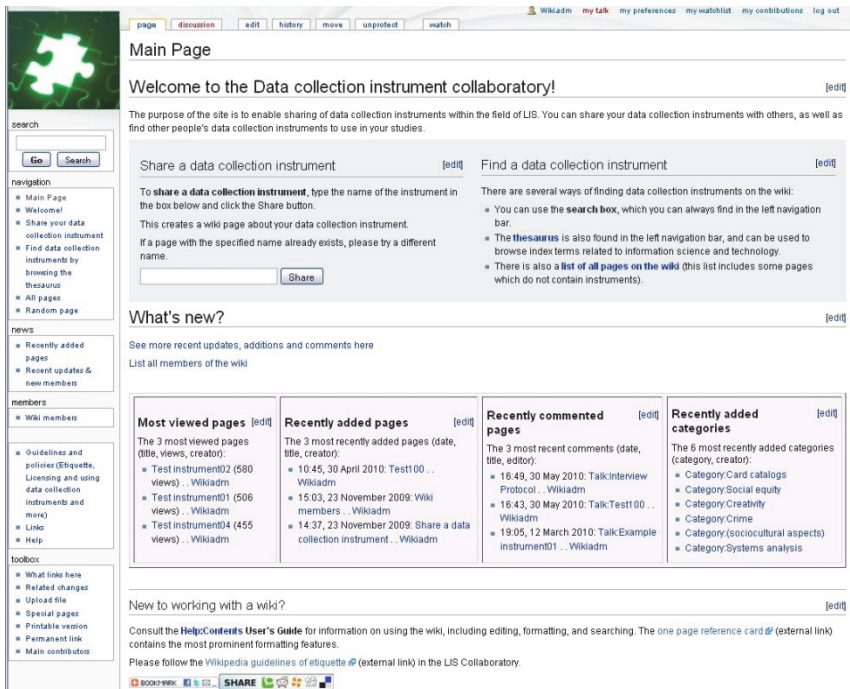 Wikiadm my talk my preferences my watchlist my contributions log out
page discussion edit history move unprotect watch
Main Page
Welcome to the Data collection instrument collaboratory! [edit]
The purpose of the site is to enable sharing of data collection instruments within the field of LIS. You can share your data collection instruments with others, as well as
find other people's data collection instruments to use in your studies.
search
Go Search
navigation
Main Page
Welcome!
Share your data
collection instrument
Find data collection
instruments by
browsing the
thesaurus
All pages
Random page
news
Recently added
pages
Recent updates &
new members
members
Wiki members
Guidelines and
policies (Etiquette,
Licensing and using
data collection
instruments and
more)
Links
Help
toolbox
What links here
Related changes
Upload file
Special pages
Printable version
Permanent link
Main contributors
Share a data collection instrument [edit]
To share a data collection instrument, type the name of the instrument in
the box below and click the Share button.
This creates a wiki page about your data collection instrument.
If a page with the specified name already exists, please try a different
name.
Share
Find a data collection instrument [edit]
There are several ways of finding data collection instruments on the wiki:
You can use the search box, which you can always find in the left navigation
bar.
The thesaurus is also found in the left navigation bar, and can be used to
browse index terms related to information science and technology.
There is also a list of all pages on the wiki (this list includes some pages
which do not contain instruments).
What's new? [edit]
See more recent updates, additions and comments here
List all members of the wiki
Most viewed pages [edit]
The 3 most viewed pages
(title, views, creator):
Test instrument02 (580
views) . . Wikiadm
Test instrument01 (506
views) . . Wikiadm
Test instrument04 (455
views) . . Wikiadm
Recently added pages [edit]
The 3 most recently added pages (date,
title, creator):
10:45, 30 April 2010: Test100 . .
Wikiadm
15:03, 23 November 2009: Wiki
members . . Wikiadm
14:37, 23 November 2009: Share a data
collection instrument . . Wikiadm
Recently commented [edit]
pages
The 3 most recent comments (date,
title, editor):
16:49, 30 May 2010: Talk:Interview
Protocol . . Wikiadm
16:43, 30 May 2010: Talk:Test100 . .
Wikiadm
19:05, 12 March 2010: Talk:Example
instrument01 . . Wikiadm
Recently added [edit]
categories
The 6 most recently added categories
(category, creator):
Category:Card catalogs
Category:Social equity
Category:Creativity
Category:Crime
Category:(sociocultural aspects)
Category:Systems analysis
New to working with a wiki? [edit]
Consult the Help:Contents User's Guide for information on using the wiki, including editing, formatting, and searching. The one page reference card (external link)
contains the most prominent formatting features.
Please follow the Wikipedia guidelines of etiquette (external link) in the LIS Collaboratory.
BOOKMARK SHARE